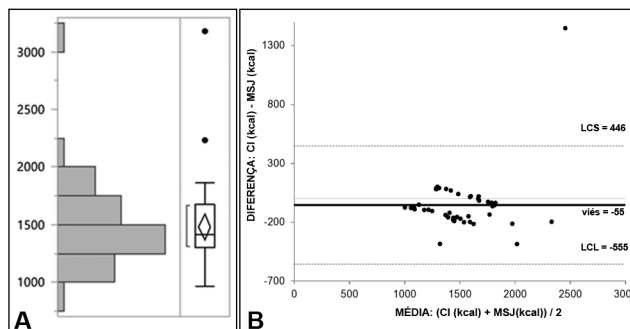 3000
2500
2000
1500
1000
A
DIFERENÇA: CI (kcal) - MSJ (kcal)
1300
800
300
-200
-700
LCS = 446
viés = -55
LCL = -555
0
500
1000
1500
2000
2500
3000
MÉDIA: (CI (kcal) + MSJ(kcal)) / 2
B